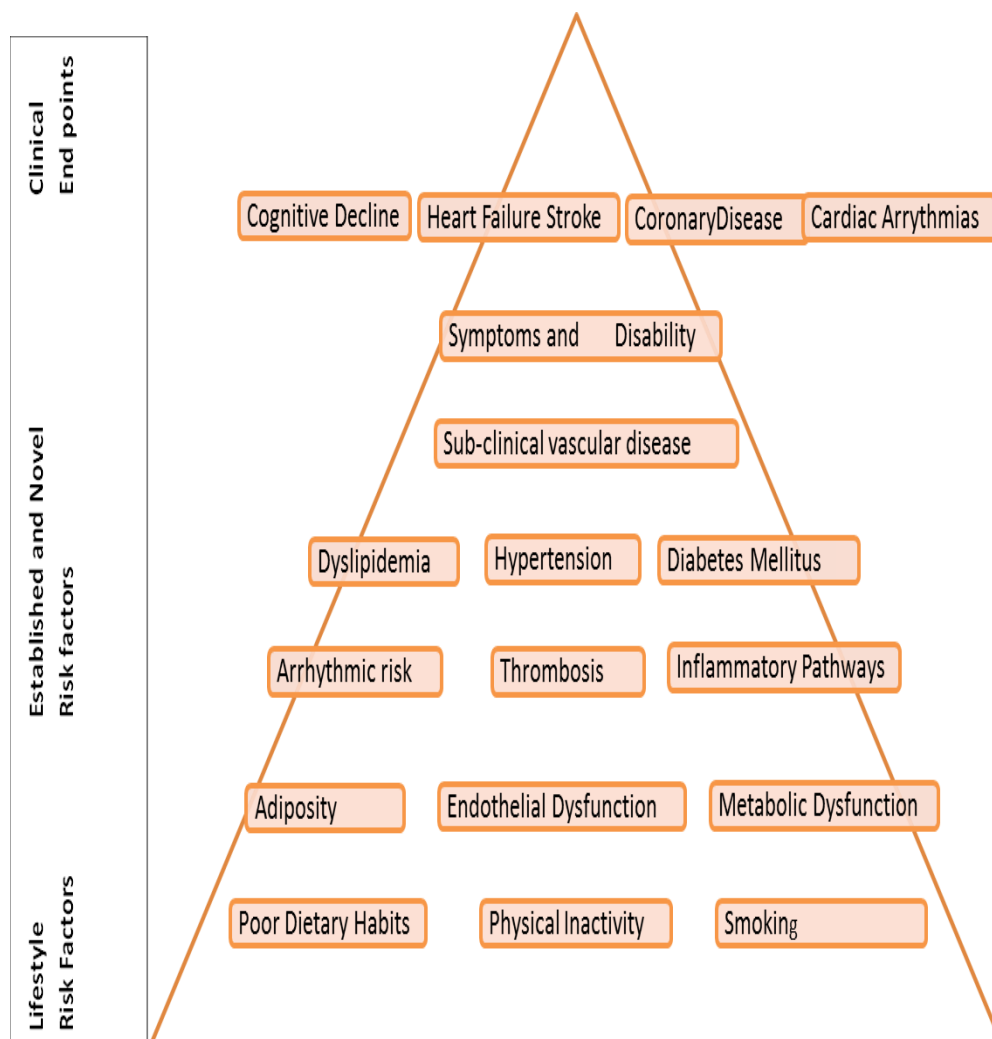 Clinical
End points
Cognitive Decline
Heart Failure Stroke
CoronaryDisease
Cardiac Arrythmias
Symptoms and Disability
Sub-clinical vascular disease
Established and Novel
Risk factors
Dyslipidemia
Hypertension
Diabetes Mellitus
Arrhythmic risk
Thrombosis
Inflammatory Pathways
Adiposity
Endothelial Dysfunction
Metabolic Dysfunction
Lifestyle
Risk Factors
Poor Dietary Habits
Physical Inactivity
Smoking